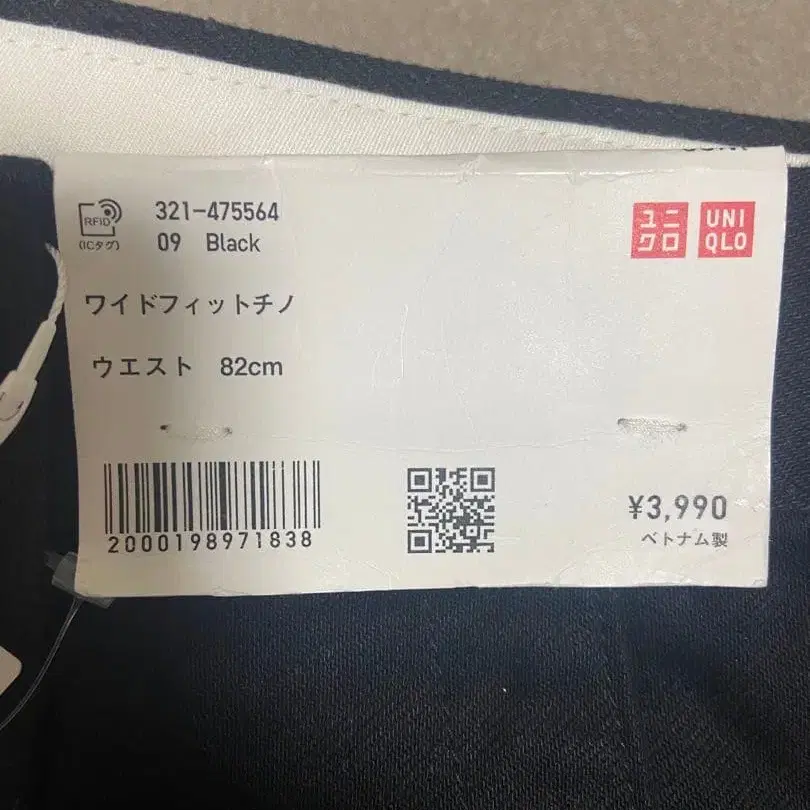 RFID
(ICタグ)
321-475564
09 Black
ユニ
クロ
UNI
QLO
ワイドフィットチノ
ウエスト 82cm
2000198971838
¥3,990
ベトナム製